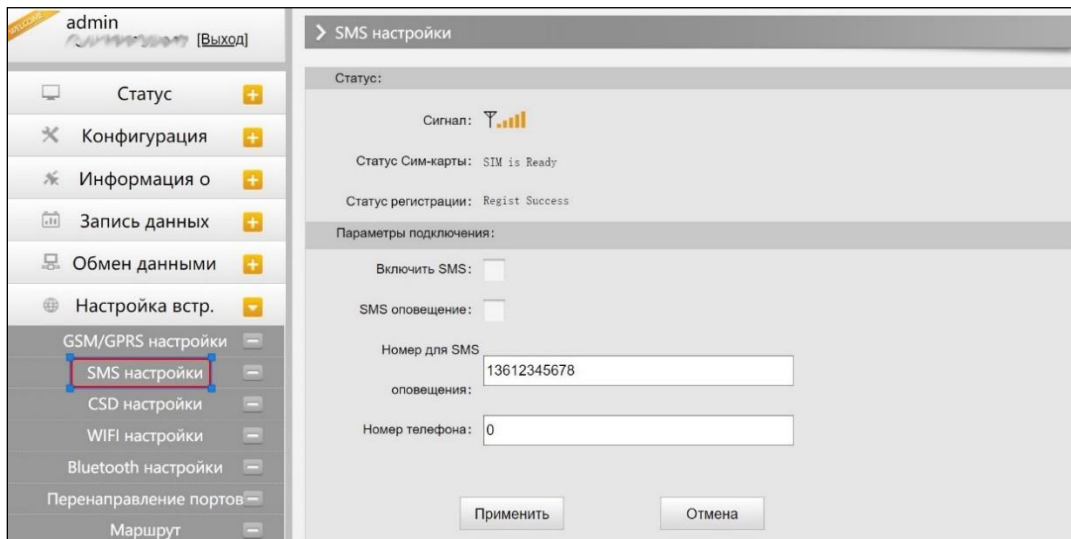 WELCOME
admin
[Выход]
Статус
Конфигурация
Информация о
Запись данных
Обмен данными
Настройка встр.
GSM/GPRS настройки
SMS настройки
CSD настройки
WIFI настройки
Bluetooth настройки
Перенаправление портов
Маршрут
SMS настройки
Статус:
Сигнал:
Статус Сим-карты: SIM is Ready
Статус регистрации: Regist Success
Параметры подключения:
Включить SMS:
SMS оповещение:
Номер для SMS
оповещения:
13612345678
Номер телефона: 0
Применить Отмена